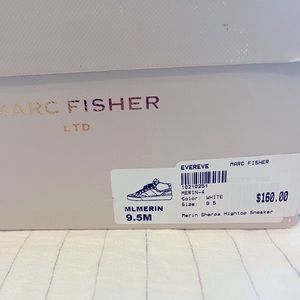 MARC FISHER
LTD
EVEREVE MARC FISHER
10210251
MERIN-4
Color: WHITE
Size: 9.5
$160.00
Merin Sherpa Hightop Sneaker
MLMERIN
9.5M